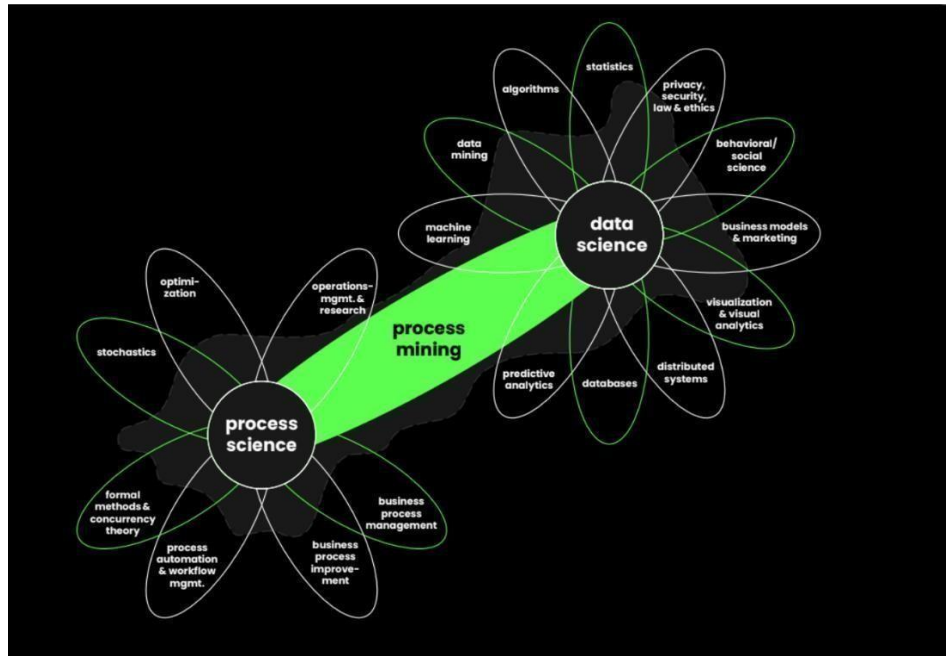 statistics
algorithms
privacy,
security,
law & ethics
data
mining
behavioral/
social
science
machine
learning
data
science
business models
& marketing
optimi-
zation
operations-
mgmt. &
research
visualization
& visual
analytics
process
mining
stochastics
predictive
analytics
databases
distributed
systems
process
science
formal
methods &
concurrency
theory
business
process
management
process
automation
& workflow
mgmt.
business
process
improve-
ment